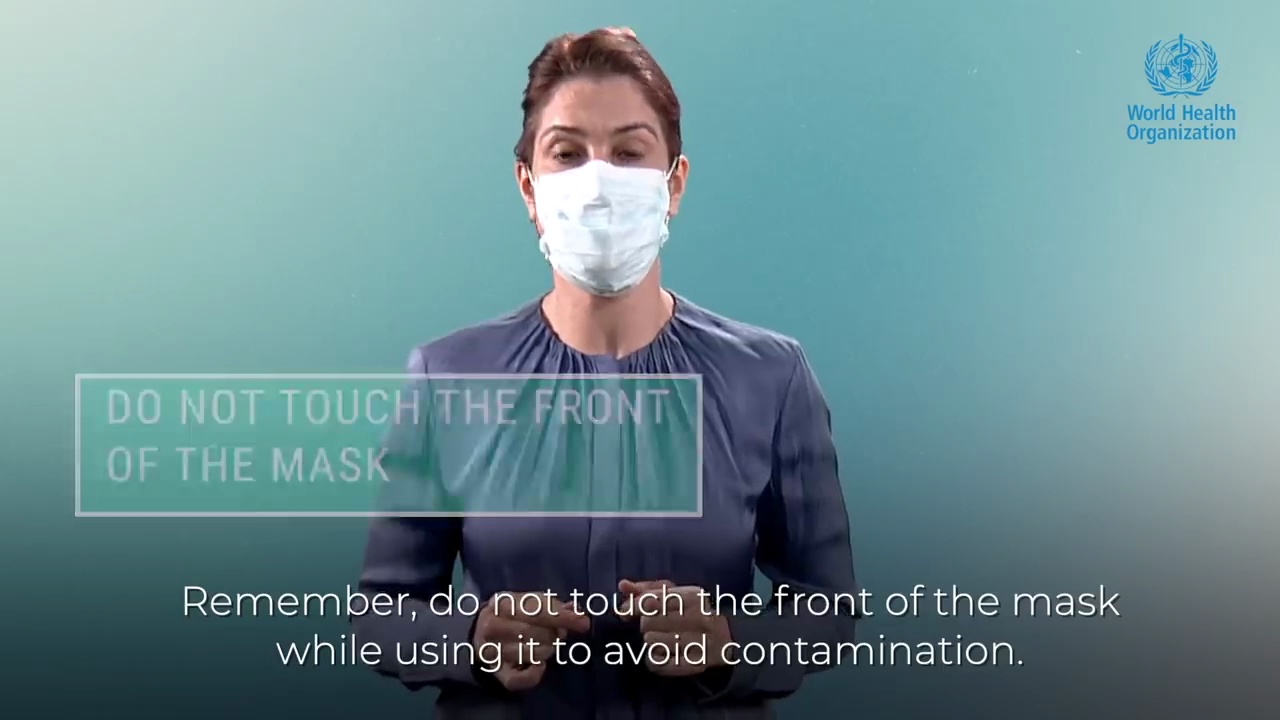 World Health
Organization
DO NOT TOUCH THE FRONT
OF THE MASK
Remember, do not touch the front of the mask
while using it to avoid contamination.